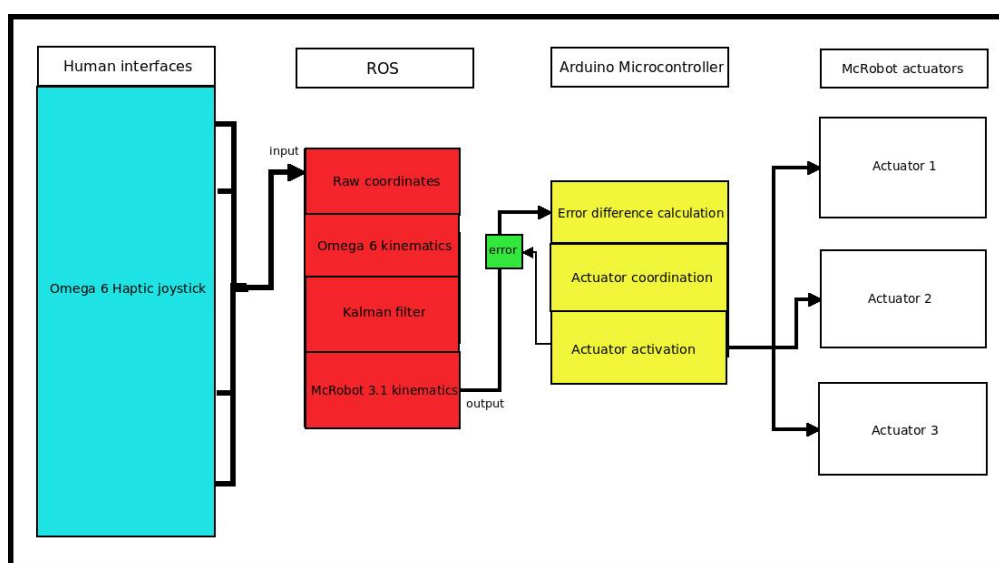 Human interfaces
ROS
Arduino Microcontroller
McRobot actuators
Omega 6 Haptic joystick
input
Raw coordinates
Omega 6 kinematics
Kalman filter
McRobot 3.1 kinematics
output
error
Error difference calculation
Actuator coordination
Actuator activation
Actuator 1
Actuator 2
Actuator 3